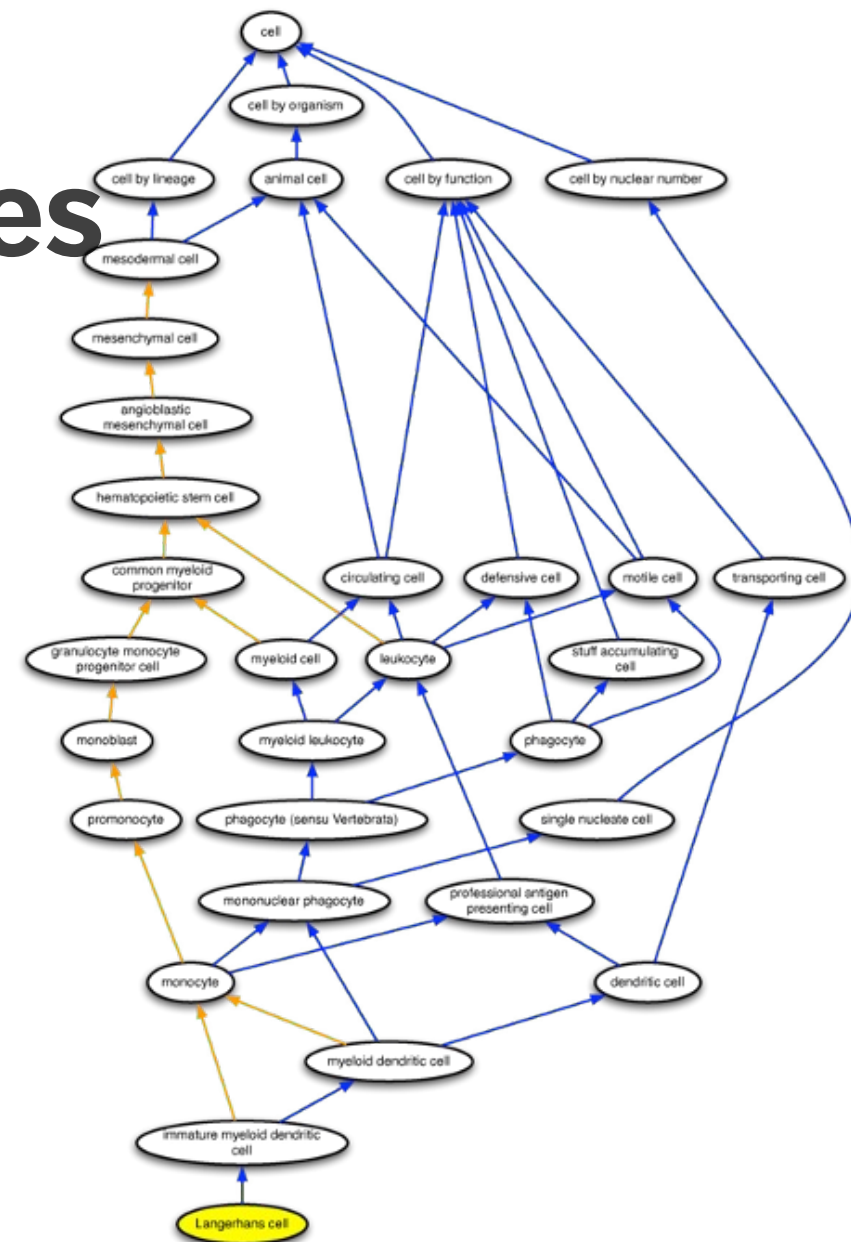 cell
cell by organism
cell by lineage
animal cell
cell by function
cell by nuclear number
es
mesodermal cell
mesenchymal cell
angioblastic
mesenchymal cell
hematopoietic stem cell
common myeloid
progenitor
circulating cell
defensive cell
motile cell
transporting cell
granulocyte monocyte
progenitor cell
myeloid cell
leukocyte
stuff accumulating
cell
monoblast
myeloid leukocyte
phagocyte
promonocyte
phagocyte (sensu Vertebrata)
single nucleate cell
mononuclear phagocyte
professional antigen
presenting cell
monocyte
dendritic cell
myeloid dendritic cell
immature myeloid dendritic
cell
Langerhans cell